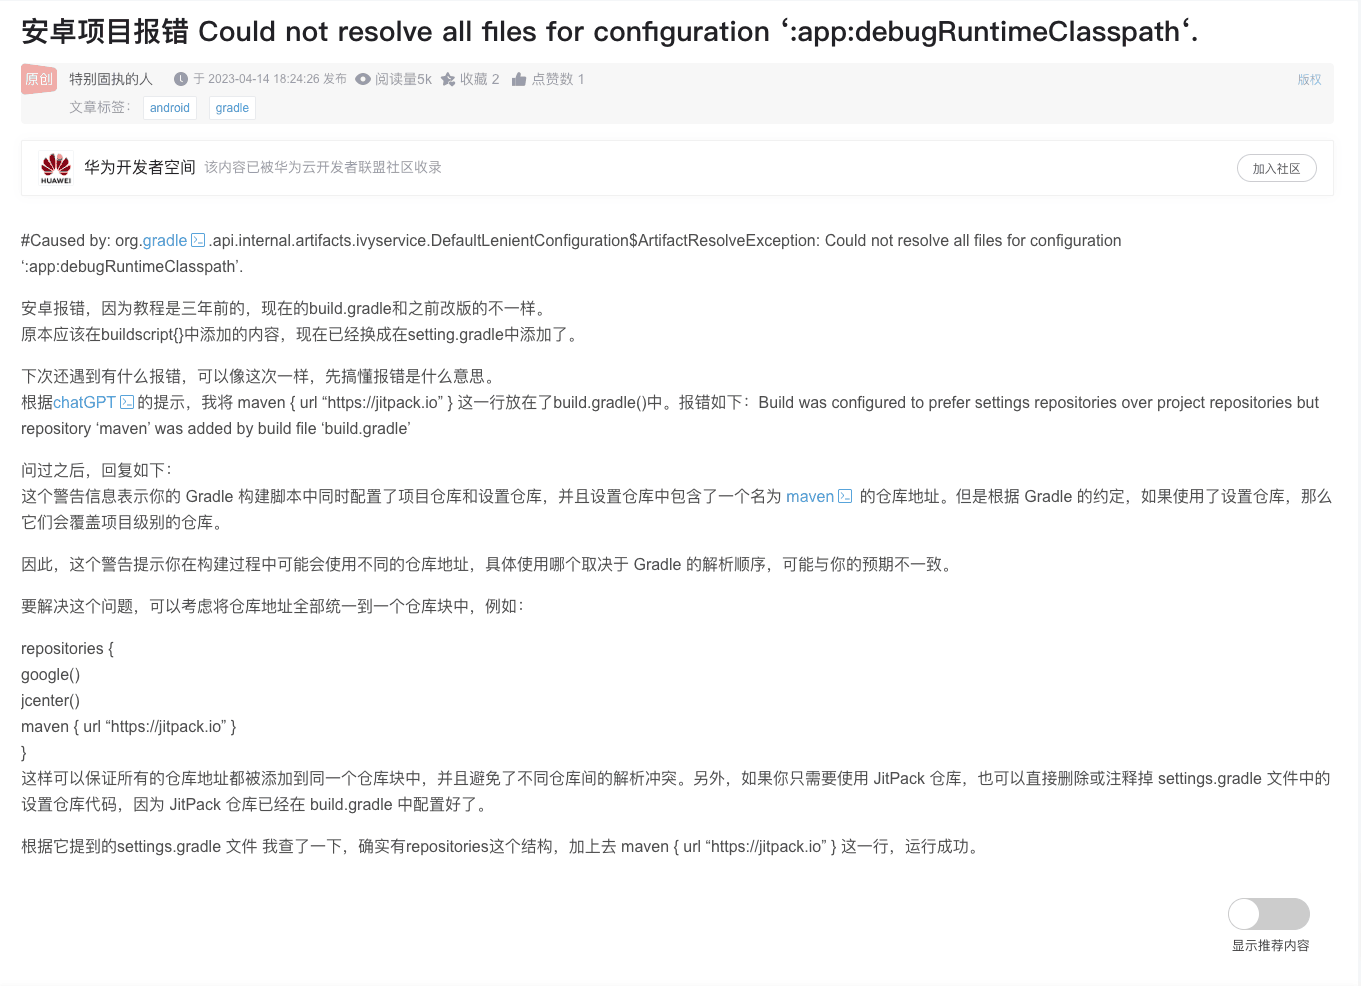 安卓项目报错 Could not resolve all files for configuration ‘:app:debugRuntimeClasspath‘.
原创 特别固执的人 于 2023-04-14 18:24:26 发布 阅读量5k 收藏 2 点赞数 1 版权
文章标签： android gradle
HUAWEI 华为开发者空间 该内容已被华为云开发者联盟社区收录 加入社区
#Caused by: org.gradle.api.internal.artifacts.ivyservice.DefaultLenientConfiguration$ArtifactResolveException: Could not resolve all files for configuration
‘:app:debugRuntimeClasspath’.
安卓报错，因为教程是三年前的，现在的build.gradle和之前改版的不一样。
原本应该在buildscript{}中添加的内容，现在已经换成在setting.gradle中添加了。
下次还遇到有什么报错，可以像这次一样，先搞懂报错是什么意思。
根据chatGPT的提示，我将 maven { url “https://jitpack.io” } 这一行放在了build.gradle()中。报错如下：Build was configured to prefer settings repositories over project repositories but
repository ‘maven’ was added by build file ‘build.gradle’
问过之后，回复如下：
这个警告信息表示你的 Gradle 构建脚本中同时配置了项目仓库和设置仓库，并且设置仓库中包含了一个名为 maven 的仓库地址。但是根据 Gradle 的约定，如果使用了设置仓库，那么
它们会覆盖项目级别的仓库。
因此，这个警告提示你在构建过程中可能会使用不同的仓库地址，具体使用哪个取决于 Gradle 的解析顺序，可能与你的预期不一致。
要解决这个问题，可以考虑将仓库地址全部统一到一个仓库块中，例如：
repositories {
google()
jcenter()
maven { url “https://jitpack.io” }
}
这样可以保证所有的仓库地址都被添加到同一个仓库块中，并且避免了不同仓库间的解析冲突。另外，如果你只需要使用 JitPack 仓库，也可以直接删除或注释掉 settings.gradle 文件中的
设置仓库代码，因为 JitPack 仓库已经在 build.gradle 中配置好了。
根据它提到的settings.gradle 文件 我查了一下，确实有repositories这个结构，加上去 maven { url “https://jitpack.io” } 这一行，运行成功。
显示推荐内容